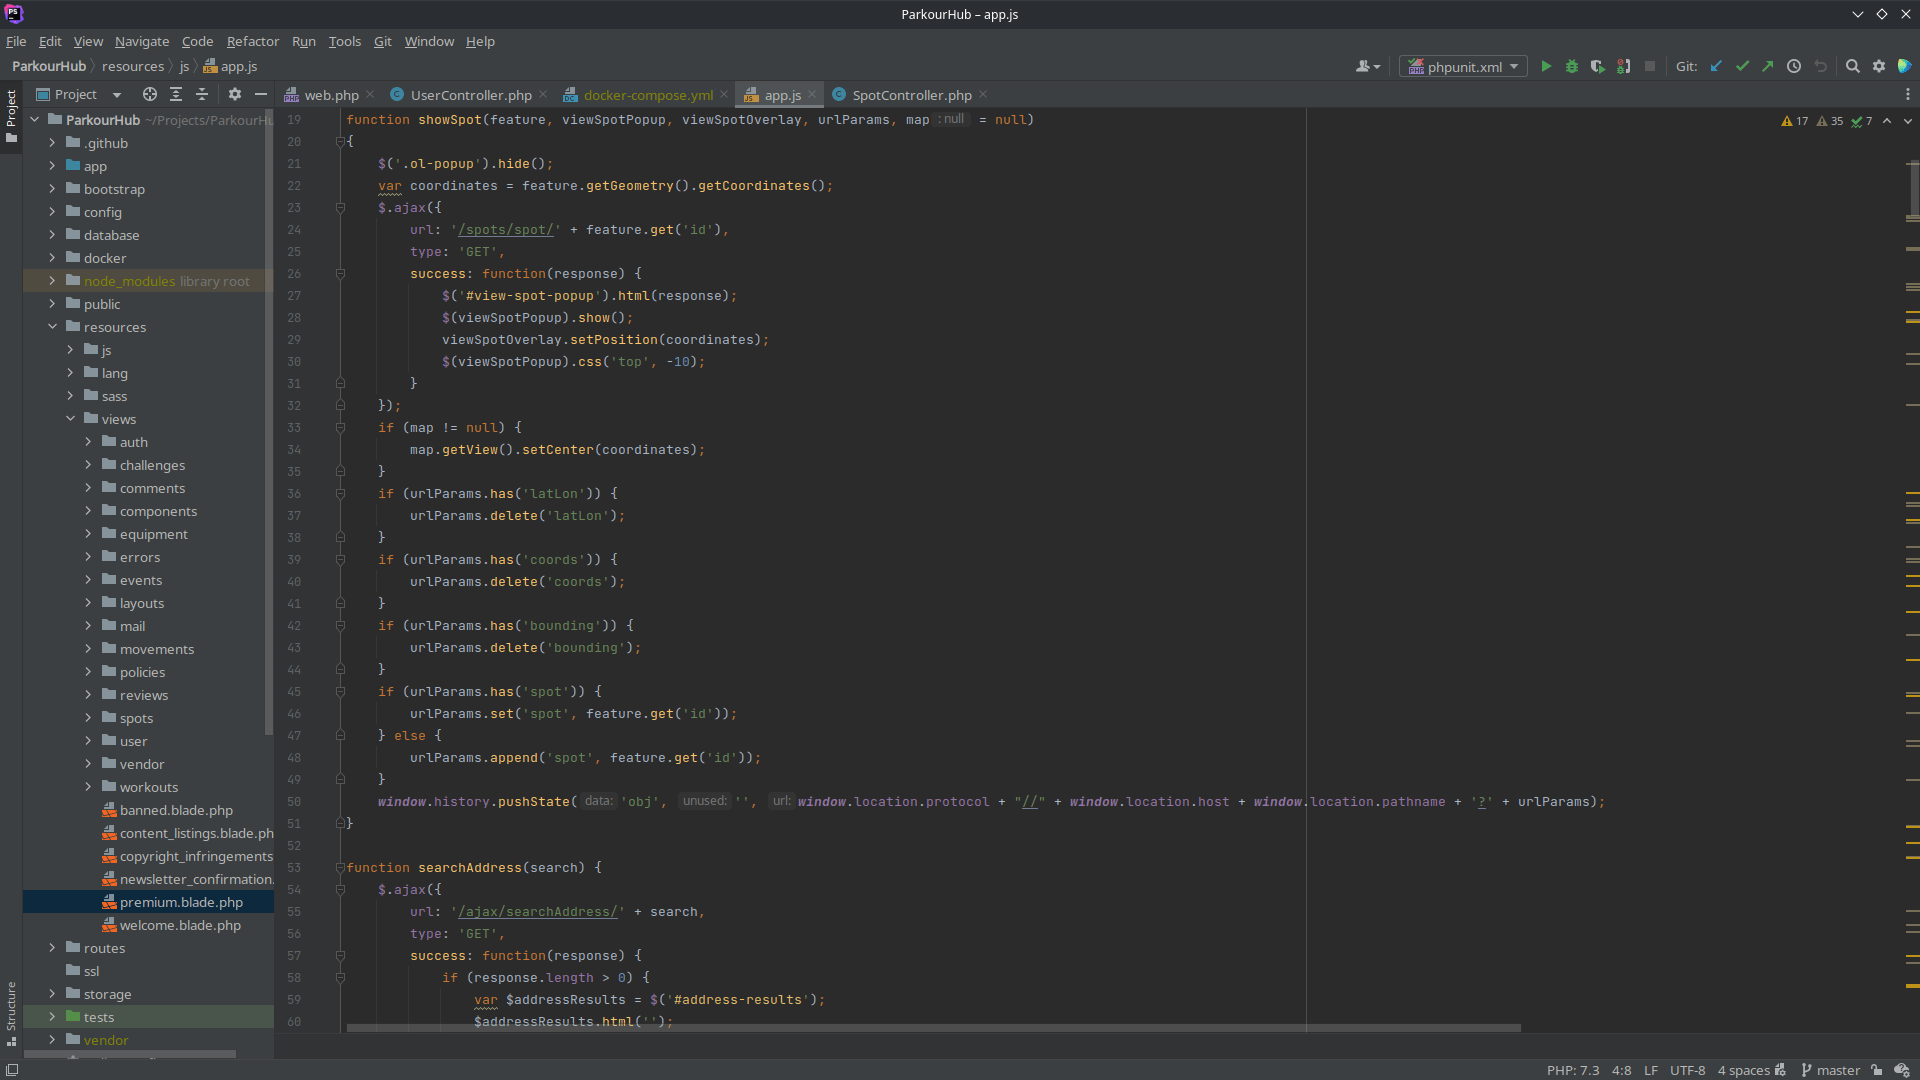 PS
ParkourHub – app.js
File Edit View Navigate Code Refactor Run Tools Git Window Help
ParkourHub resources js app.js
phpunit.xml
Git:
Project
web.php
UserController.php
docker-compose.yml
app.js
SpotController.php
Project
ParkourHub ~/Projects/ParkourHu
.github
app
bootstrap
config
database
docker
node_modules library root
public
resources
js
lang
sass
views
auth
challenges
comments
components
equipment
errors
events
layouts
mail
movements
policies
reviews
spots
user
vendor
workouts
banned.blade.php
content_listings.blade.ph
copyright_infringements
newsletter_confirmation.
premium.blade.php
welcome.blade.php
routes
ssl
storage
tests
vendor
Structure
17 35 7
19 function showSpot(feature, viewSpotPopup, viewSpotOverlay, urlParams, map : null = null)
20 {
21 $('.ol-popup').hide();
22 var coordinates = feature.getGeometry().getCoordinates();
23 $.ajax({
24 url: '/spots/spot/' + feature.get('id'),
25 type: 'GET',
26 success: function(response) {
27 $('#view-spot-popup').html(response);
28 $(viewSpotPopup).show();
29 viewSpotOverlay.setPosition(coordinates);
30 $(viewSpotPopup).css('top', -10);
31 }
32 });
33 if (map != null) {
34 map.getView().setCenter(coordinates);
35 }
36 if (urlParams.has('latLon')) {
37 urlParams.delete('latLon');
38 }
39 if (urlParams.has('coords')) {
40 urlParams.delete('coords');
41 }
42 if (urlParams.has('bounding')) {
43 urlParams.delete('bounding');
44 }
45 if (urlParams.has('spot')) {
46 urlParams.set('spot', feature.get('id'));
47 } else {
48 urlParams.append('spot', feature.get('id'));
49 }
50 window.history.pushState( data: 'obj', unused: '', url: window.location.protocol + "//" + window.location.host + window.location.pathname + '?' + urlParams);
51 }
52
53 function searchAddress(search) {
54 $.ajax({
55 url: '/ajax/searchAddress/' + search,
56 type: 'GET',
57 success: function(response) {
58 if (response.length > 0) {
59 var $addressResults = $('#address-results');
60 $addressResults.html('');
PHP: 7.3 4:8 LF UTF-8 4 spaces master